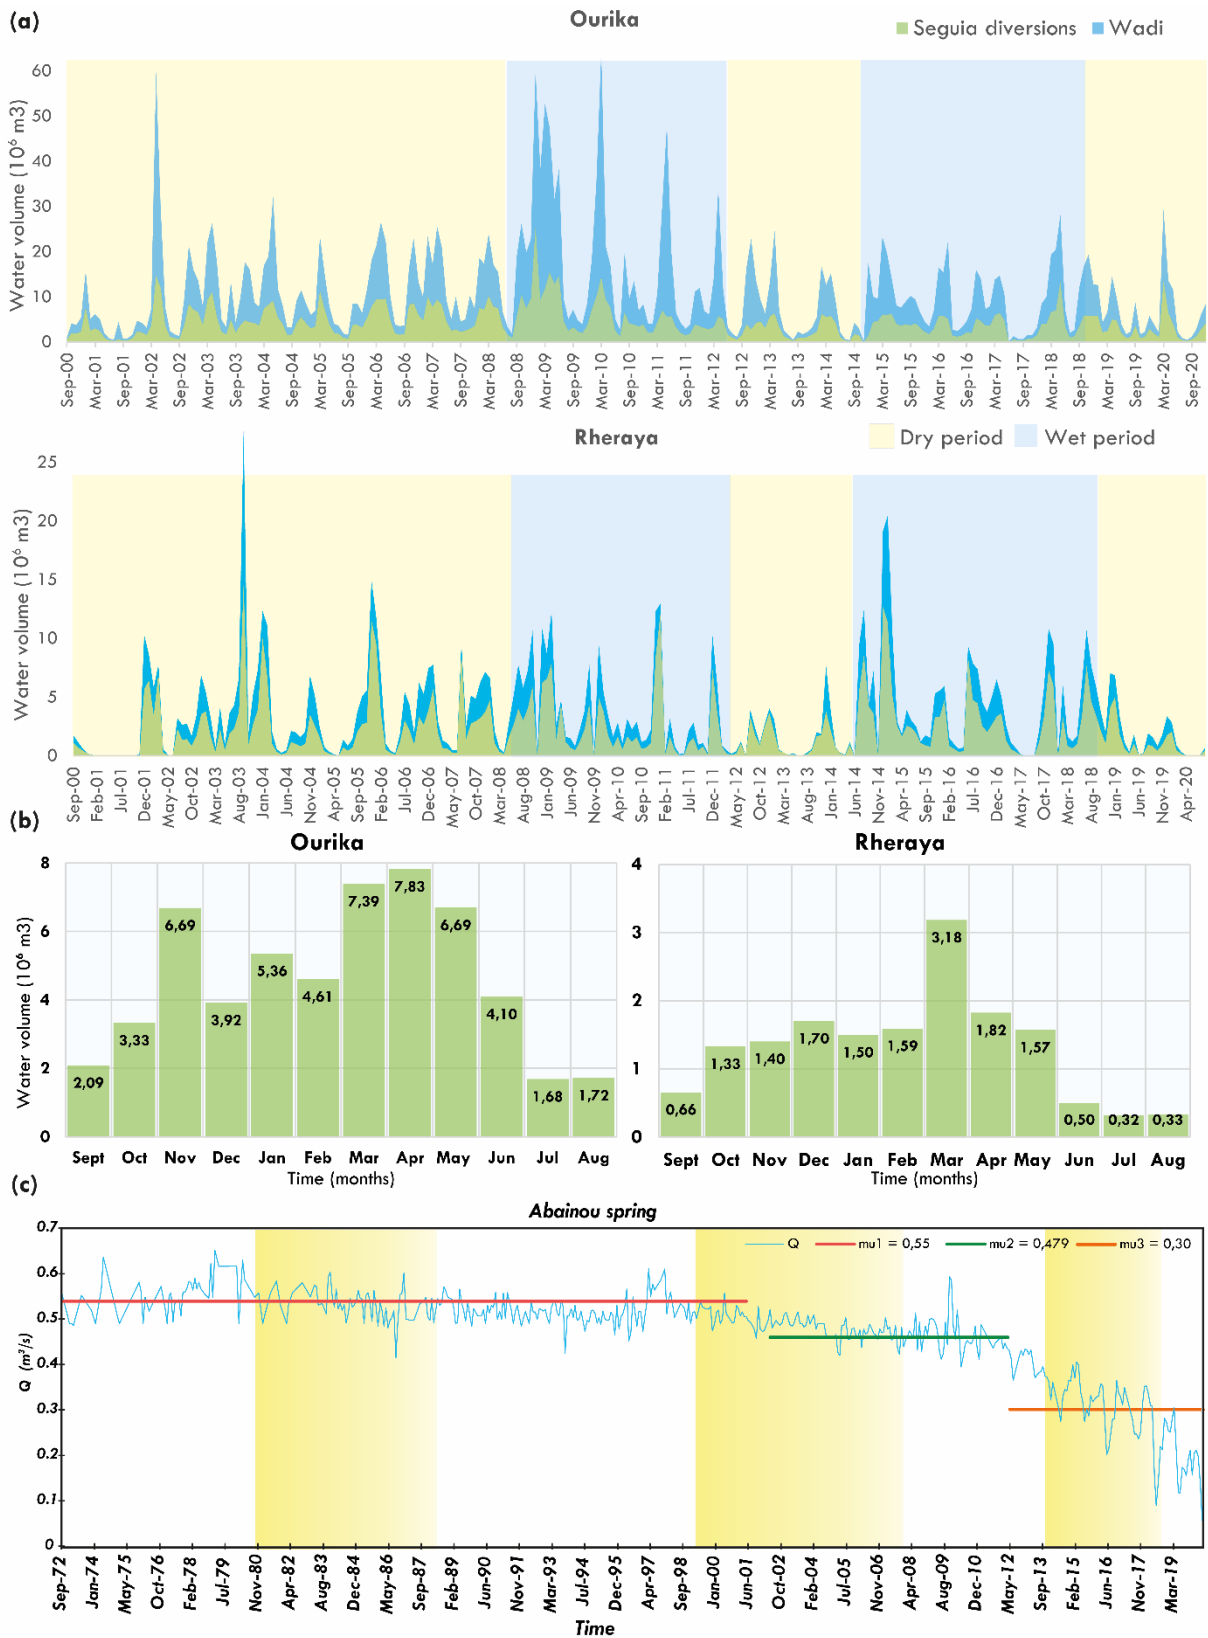 (a)
Ourika
Seguia diversions Wadi
Water volume (10⁶ m3)
60
50
40
30
20
10
0
Sep-00 Mar-01 Sep-01 Mar-02 Sep-02 Mar-03 Sep-03 Mar-04 Sep-04 Mar-05 Sep-05 Mar-06 Sep-06 Mar-07 Sep-07 Mar-08 Sep-08 Mar-09 Sep-09 Mar-10 Sep-10 Mar-11 Sep-11 Mar-12 Sep-12 Mar-13 Sep-13 Mar-14 Sep-14 Mar-15 Sep-15 Mar-16 Sep-16 Mar-17 Sep-17 Mar-18 Sep-18 Mar-19 Sep-19 Mar-20 Sep-20
Rheraya
Dry period Wet period
Water volume (10⁶ m3)
25
20
15
10
5
0
Sep-00 Feb-01 Jul-01 Dec-01 May-02 Oct-02 Mar-03 Aug-03 Jan-04 Jun-04 Nov-04 Apr-05 Sep-05 Feb-06 Jul-06 Dec-06 May-07 Oct-07 Mar-08 Aug-08 Jan-09 Jun-09 Nov-09 Apr-10 Sep-10 Feb-11 Jul-11 Dec-11 May-12 Oct-12 Mar-13 Aug-13 Jan-14 Jun-14 Nov-14 Apr-15 Sep-15 Feb-16 Jul-16 Dec-16 May-17 Oct-17 Mar-18 Aug-18 Jan-19 Jun-19 Nov-19 Apr-20
(b)
Ourika
Water volume (10⁶ m3)
8
6
4
2
0
2,09 3,33 6,69 3,92 5,36 4,61 7,39 7,83 6,69 4,10 1,68 1,72
Sept Oct Nov Dec Jan Feb Mar Apr May Jun Jul Aug
Time (months)
Rheraya
4
3
2
1
0
0,66 1,33 1,40 1,70 1,50 1,59 3,18 1,82 1,57 0,50 0,32 0,33
Sept Oct Nov Dec Jan Feb Mar Apr May Jun Jul Aug
Time (months)
(c)
Abainou spring
Q mu1 = 0,55 mu2 = 0,479 mu3 = 0,30
Q (m³/s)
0.7
0.6
0.5
0.4
0.3
0.2
0.1
0
Sep-72 Jan-74 May-75 Oct-76 Feb-78 Jul-79 Nov-80 Apr-82 Aug-83 Dec-84 May-86 Sep-87 Feb-89 Jun-90 Nov-91 Mar-93 Jul-94 Dec-95 Apr-97 Sep-98 Jan-00 Jun-01 Oct-02 Feb-04 Jul-05 Nov-06 Apr-08 Aug-09 Dec-10 May-12 Sep-13 Feb-15 Jun-16 Nov-17 Mar-19
Time